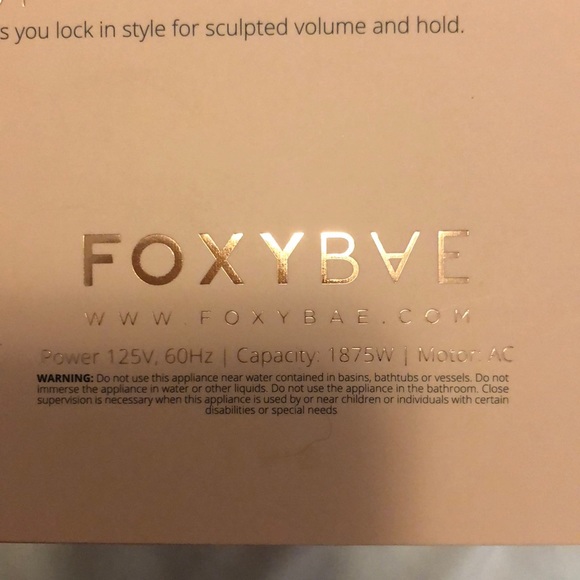 s you lock in style for sculpted volume and hold.
FOXYBAE
WWW.FOXYBAE.COM
Power 125V, 60Hz | Capacity: 1875W | Motor: AC
WARNING: Do not use this appliance near water contained in basins, bathtubs or vessels. Do not
immerse the appliance in water or other liquids. Do not use the appliance in the bathroom. Close
supervision is necessary when this appliance is used by or near children or individuals with certain
disabilities or special needs